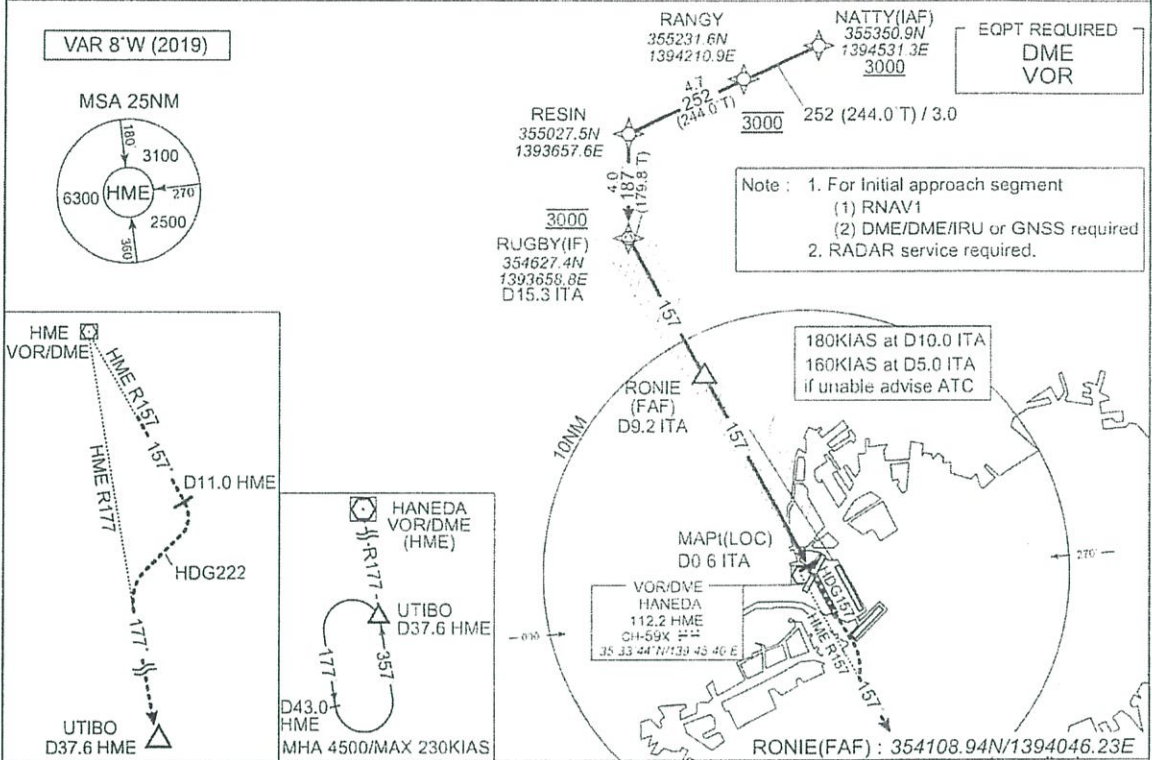 VAR 8°W (2019)
MSA 25NM
180°
3100
HME
270
6300
2500
360°
RANGY
355231.6N
1394210.9E
NATTY(IAF)
355350.9N
1394531.3E
3000
EQPT REQUIRED
DME
VOR
4.7
252
(244.0°T)
3000
252 (244.0°T) / 3.0
RESIN
355027.5N
1393657.6E
4.0
187
(179.8°T)
3000
RUGBY(IF)
354627.4N
1393658.8E
D15.3 ITA
Note : 1. For Initial approach segment
(1) RNAV1
(2) DME/DME/IRU or GNSS required
2. RADAR service required.
157
180KIAS at D10.0 ITA
160KIAS at D5.0 ITA
if unable advise ATC
RONIE
(FAF)
D9.2 ITA
10NM
157
MAPt(LOC)
D0.6 ITA
VOR/DME
HANEDA
112.2 HME
CH-59X
270°
HDG157
HME R157
157°
RONIE(FAF) : 354108.94N/1394046.23E
HME
VOR/DME
HME R157
157°
HME R177
D11.0 HME
HDG222
177°
UTIBO
D37.6 HME
HANEDA
VOR/DME
(HME)
R177
UTIBO
D37.6 HME
177
357
D43.0
HME
MHA 4500/MAX 230KIAS